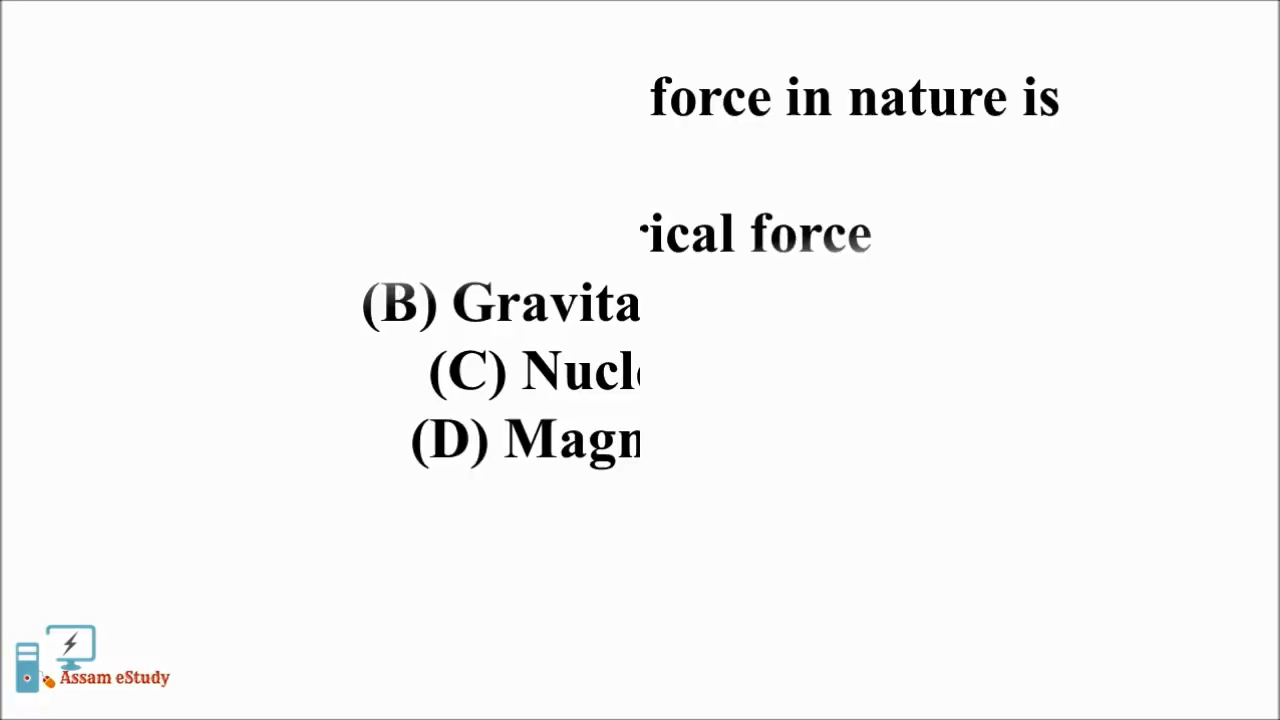 force in nature is
rical force
(B) Gravita
(C) Nucl
(D) Magn
Assam eStudy